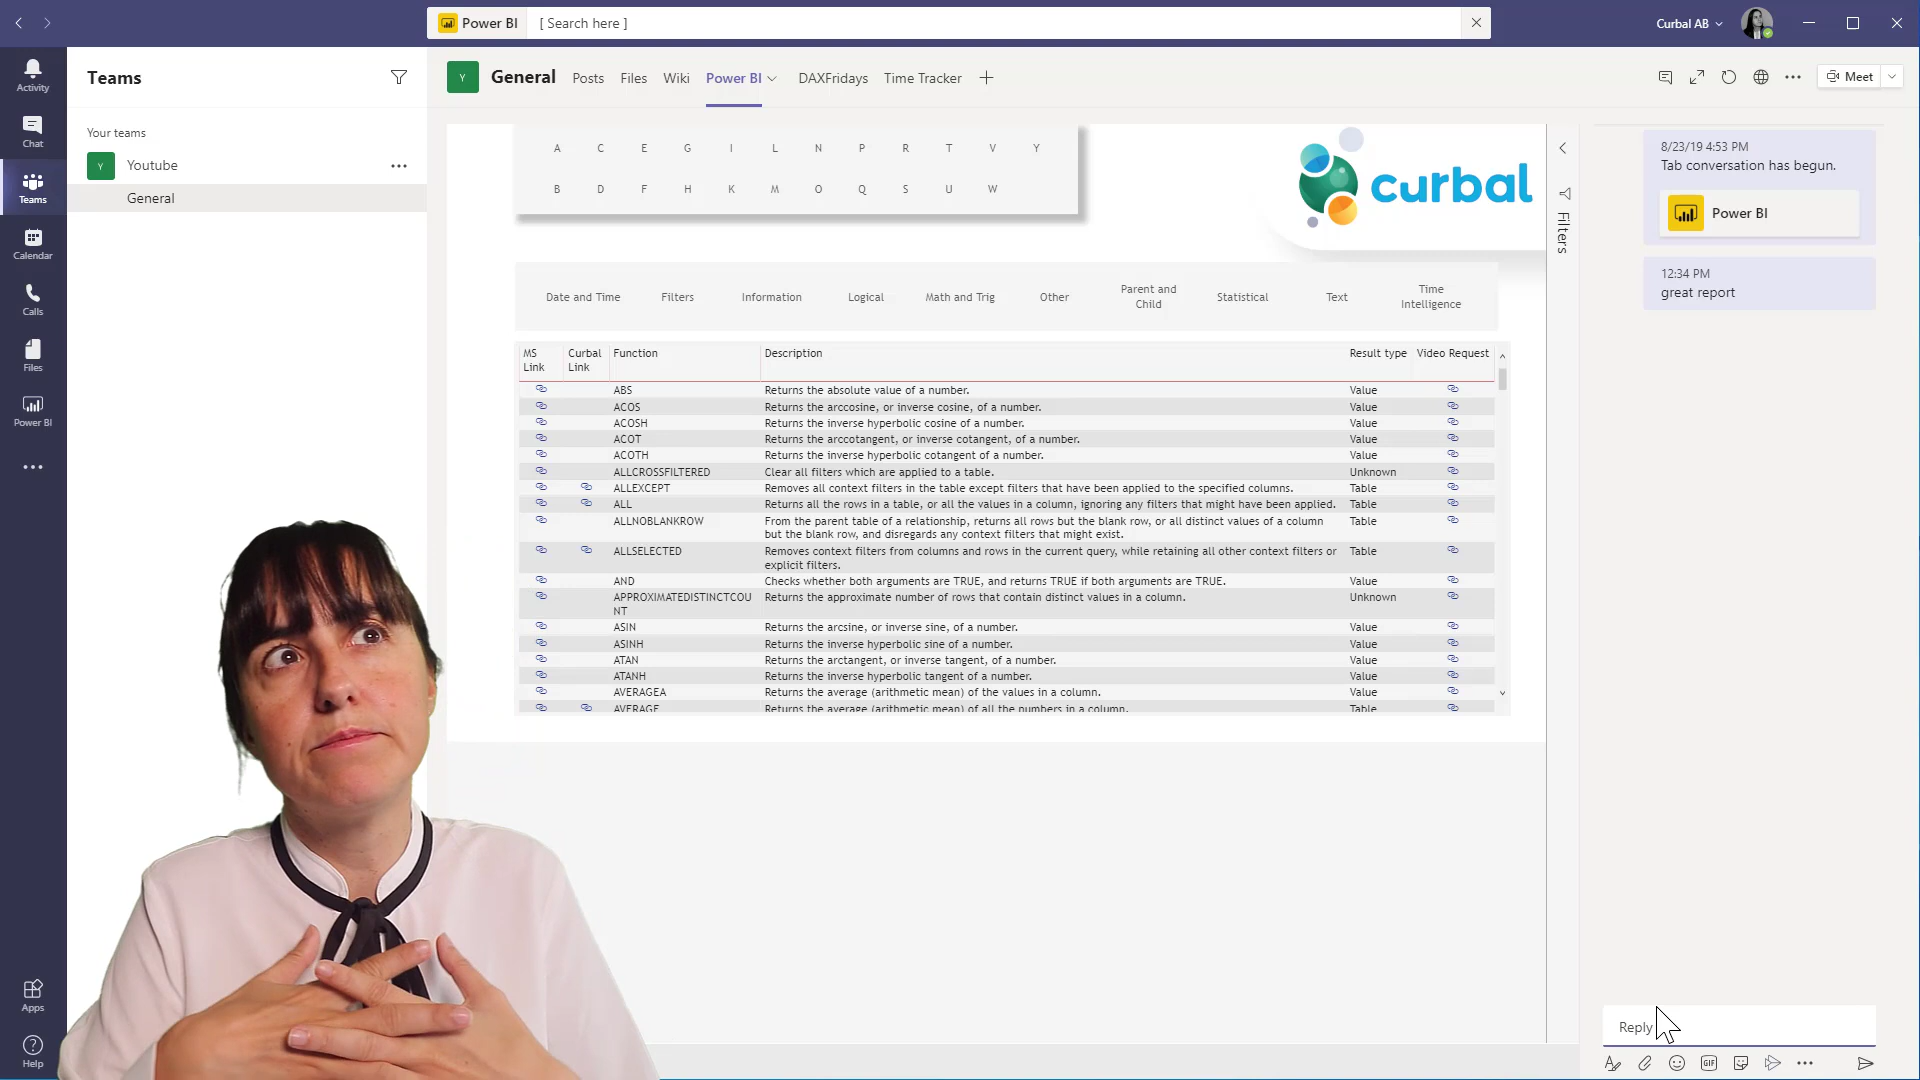 Power BI [ Search here ]
Curbal AB
Activity
Chat
Teams
Calendar
Calls
Files
Power BI
Apps
Help
Teams
Your teams
Y Youtube
General
Y General Posts Files Wiki Power BI DAXFridays Time Tracker
Meet
A C E G I L N P R T V Y
B D F H K M O Q S U W
curbal
Filters
Date and Time Filters Information Logical Math and Trig Other Parent and Child Statistical Text Time Intelligence
MS Link Curbal Link Function Description Result type Video Request
ABS Returns the absolute value of a number. Value
ACOS Returns the arccosine, or inverse cosine, of a number. Value
ACOSH Returns the inverse hyperbolic cosine of a number. Value
ACOT Returns the arccotangent, or inverse cotangent, of a number. Value
ACOTH Returns the inverse hyperbolic cotangent of a number. Value
ALLCROSSFILTERED Clear all filters which are applied to a table. Unknown
ALLEXCEPT Removes all context filters in the table except filters that have been applied to the specified columns. Table
ALL Returns all the rows in a table, or all the values in a column, ignoring any filters that might have been applied. Table
ALLNOBLANKROW From the parent table of a relationship, returns all rows but the blank row, or all distinct values of a column Table
but the blank row, and disregards any context filters that might exist.
ALLSELECTED Removes context filters from columns and rows in the current query, while retaining all other context filters or Table
explicit filters.
AND Checks whether both arguments are TRUE, and returns TRUE if both arguments are TRUE. Value
APPROXIMATEDISTINCTCOU Returns the approximate number of rows that contain distinct values in a column. Unknown
NT
ASIN Returns the arcsine, or inverse sine, of a number. Value
ASINH Returns the inverse hyperbolic sine of a number. Value
ATAN Returns the arctangent, or inverse tangent, of a number. Value
ATANH Returns the inverse hyperbolic tangent of a number. Value
AVERAGEA Returns the average (arithmetic mean) of the values in a column. Value
AVERAGE Returns the average (arithmetic mean) of all the numbers in a column. Table
8/23/19 4:53 PM
Tab conversation has begun.
Power BI
12:34 PM
great report
Reply
GIF